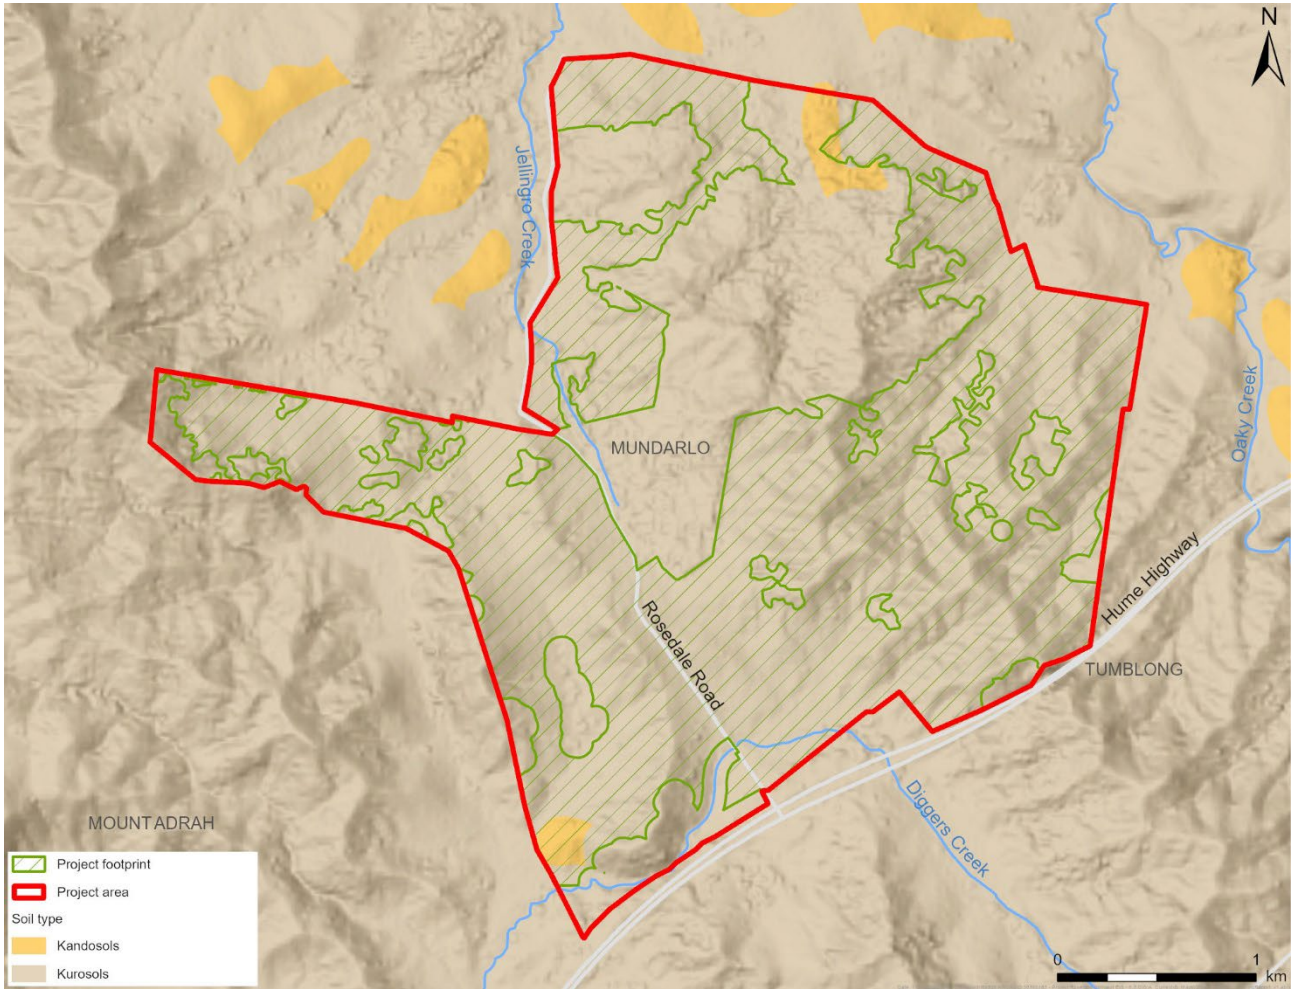 N
Jellingro Creek
MUNDARLO
Oaky Creek
Hume Highway
Rosedale Road
TUMBLONG
Diggers Creek
MOUNT ADRAH
Project footprint
Project area
Soil type
Kandosols
Kurosols
0 1
km